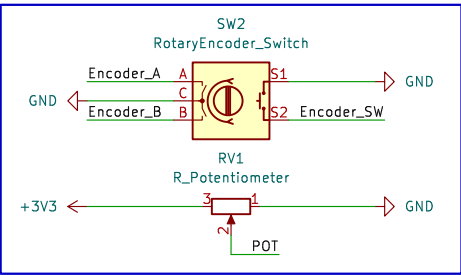 SW2
RotaryEncoder_Switch
Encoder_A A S1 GND
GND C
Encoder_B B S2 Encoder_SW
RV1
R_Potentiometer
+3V3 3 1 GND
2
POT